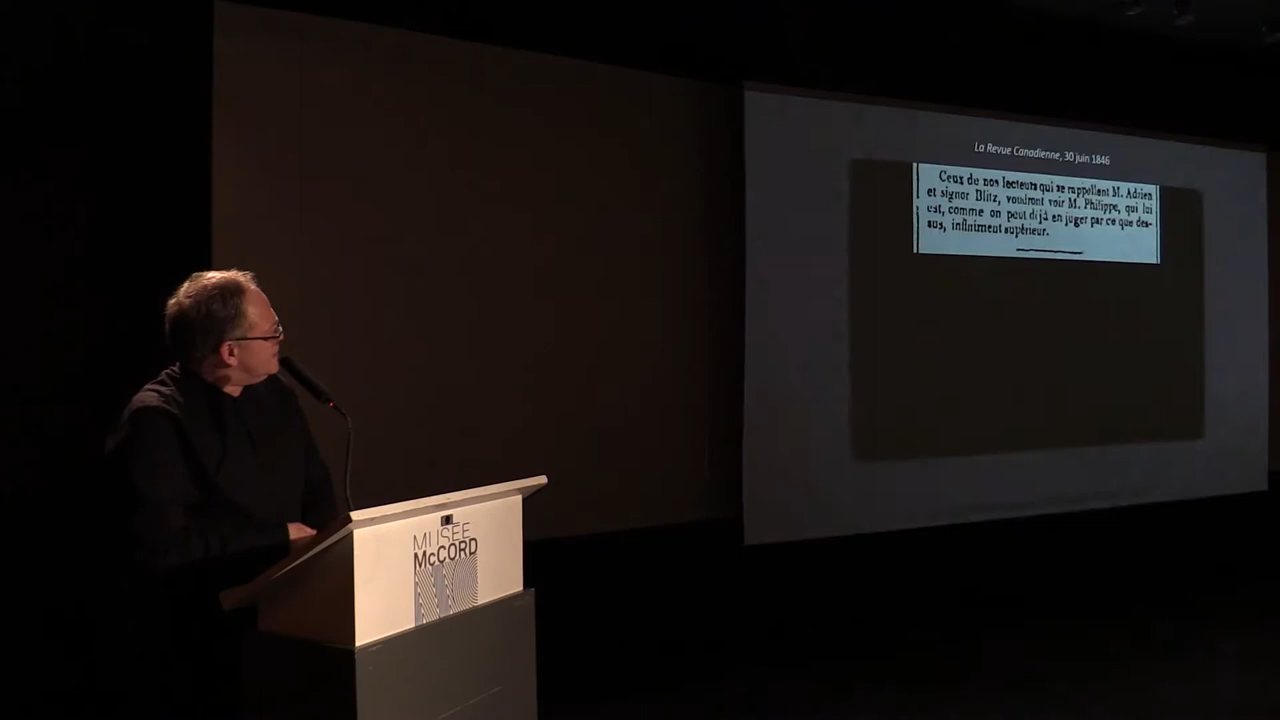 La Revue Canadienne, 30 juin 1846
Ceux de nos lecteurs qui se rappellent M. Adrien
et signor Blitz, voudront voir M. Philippe, qui lui
est, comme on peut déjà en juger par ce que des-
sus, infiniment supérieur.
MUSÉE
McCORD